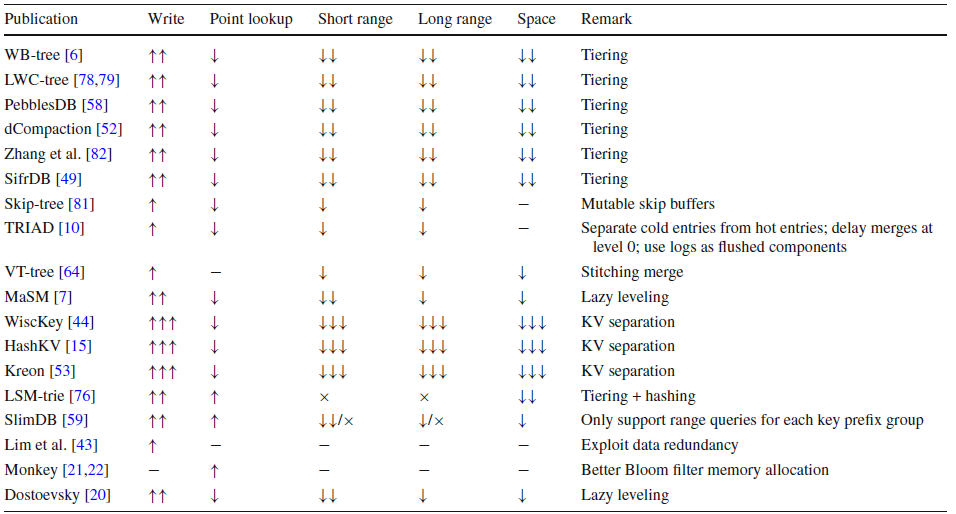 Publication Write Point lookup Short range Long range Space Remark
WB-tree [6] ↑↑ ↓ ↓↓ ↓↓ ↓↓ Tiering
LWC-tree [78,79] ↑↑ ↓ ↓↓ ↓↓ ↓↓ Tiering
PebblesDB [58] ↑↑ ↓ ↓↓ ↓↓ ↓↓ Tiering
dCompaction [52] ↑↑ ↓ ↓↓ ↓↓ ↓↓ Tiering
Zhang et al. [82] ↑↑ ↓ ↓↓ ↓↓ ↓↓ Tiering
SifrDB [49] ↑↑ ↓ ↓↓ ↓↓ ↓↓ Tiering
Skip-tree [81] ↑ ↓ ↓ ↓ – Mutable skip buffers
TRIAD [10] ↑ ↓ ↓ ↓ – Separate cold entries from hot entries; delay merges at
level 0; use logs as flushed components
VT-tree [64] ↑ – ↓ ↓ ↓ Stitching merge
MaSM [7] ↑↑ ↓ ↓↓ ↓ ↓ Lazy leveling
WiscKey [44] ↑↑↑ ↓ ↓↓↓ ↓↓↓ ↓↓↓ KV separation
HashKV [15] ↑↑↑ ↓ ↓↓↓ ↓↓↓ ↓↓↓ KV separation
Kreon [53] ↑↑↑ ↓ ↓↓↓ ↓↓↓ ↓↓↓ KV separation
LSM-trie [76] ↑↑ ↑ × × ↓↓ Tiering + hashing
SlimDB [59] ↑↑ ↑ ↓↓/× ↓/× ↓ Only support range queries for each key prefix group
Lim et al. [43] ↑ – – – – Exploit data redundancy
Monkey [21,22] – ↑ – – – Better Bloom filter memory allocation
Dostoevsky [20] ↑↑ ↓ ↓↓ ↓ ↓ Lazy leveling